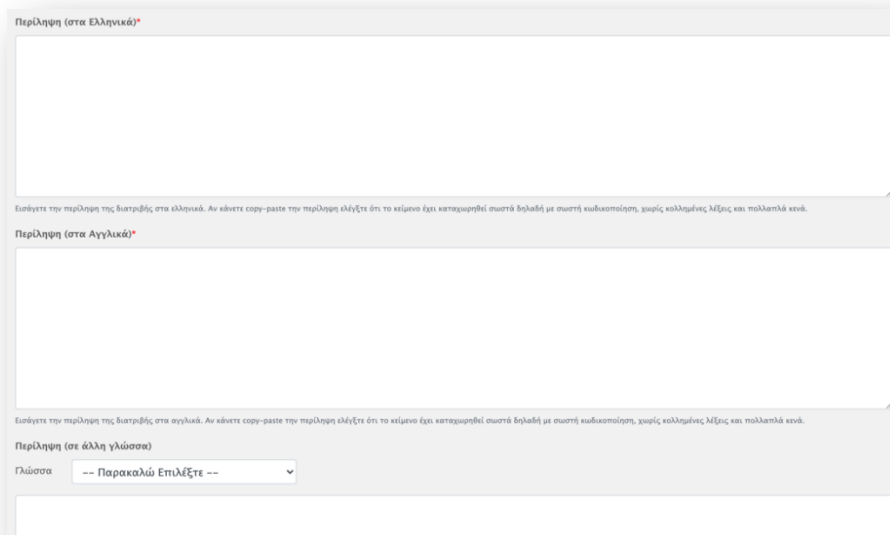 Περίληψη (στα Ελληνικά)*
Εισάγετε την περίληψη της διατριβής στα ελληνικά. Αν κάνετε copy-paste την περίληψη ελέγξτε ότι το κείμενο έχει καταχωρηθεί σωστά δηλαδή με σωστή κωδικοποίηση, χωρίς κολλημένες λέξεις και πολλαπλά κενά.
Περίληψη (στα Αγγλικά)*
Εισάγετε την περίληψη της διατριβής στα αγγλικά. Αν κάνετε copy-paste την περίληψη ελέγξτε ότι το κείμενο έχει καταχωρηθεί σωστά δηλαδή με σωστή κωδικοποίηση, χωρίς κολλημένες λέξεις και πολλαπλά κενά.
Περίληψη (σε άλλη γλώσσα)
Γλώσσα -- Παρακαλώ Επιλέξτε --